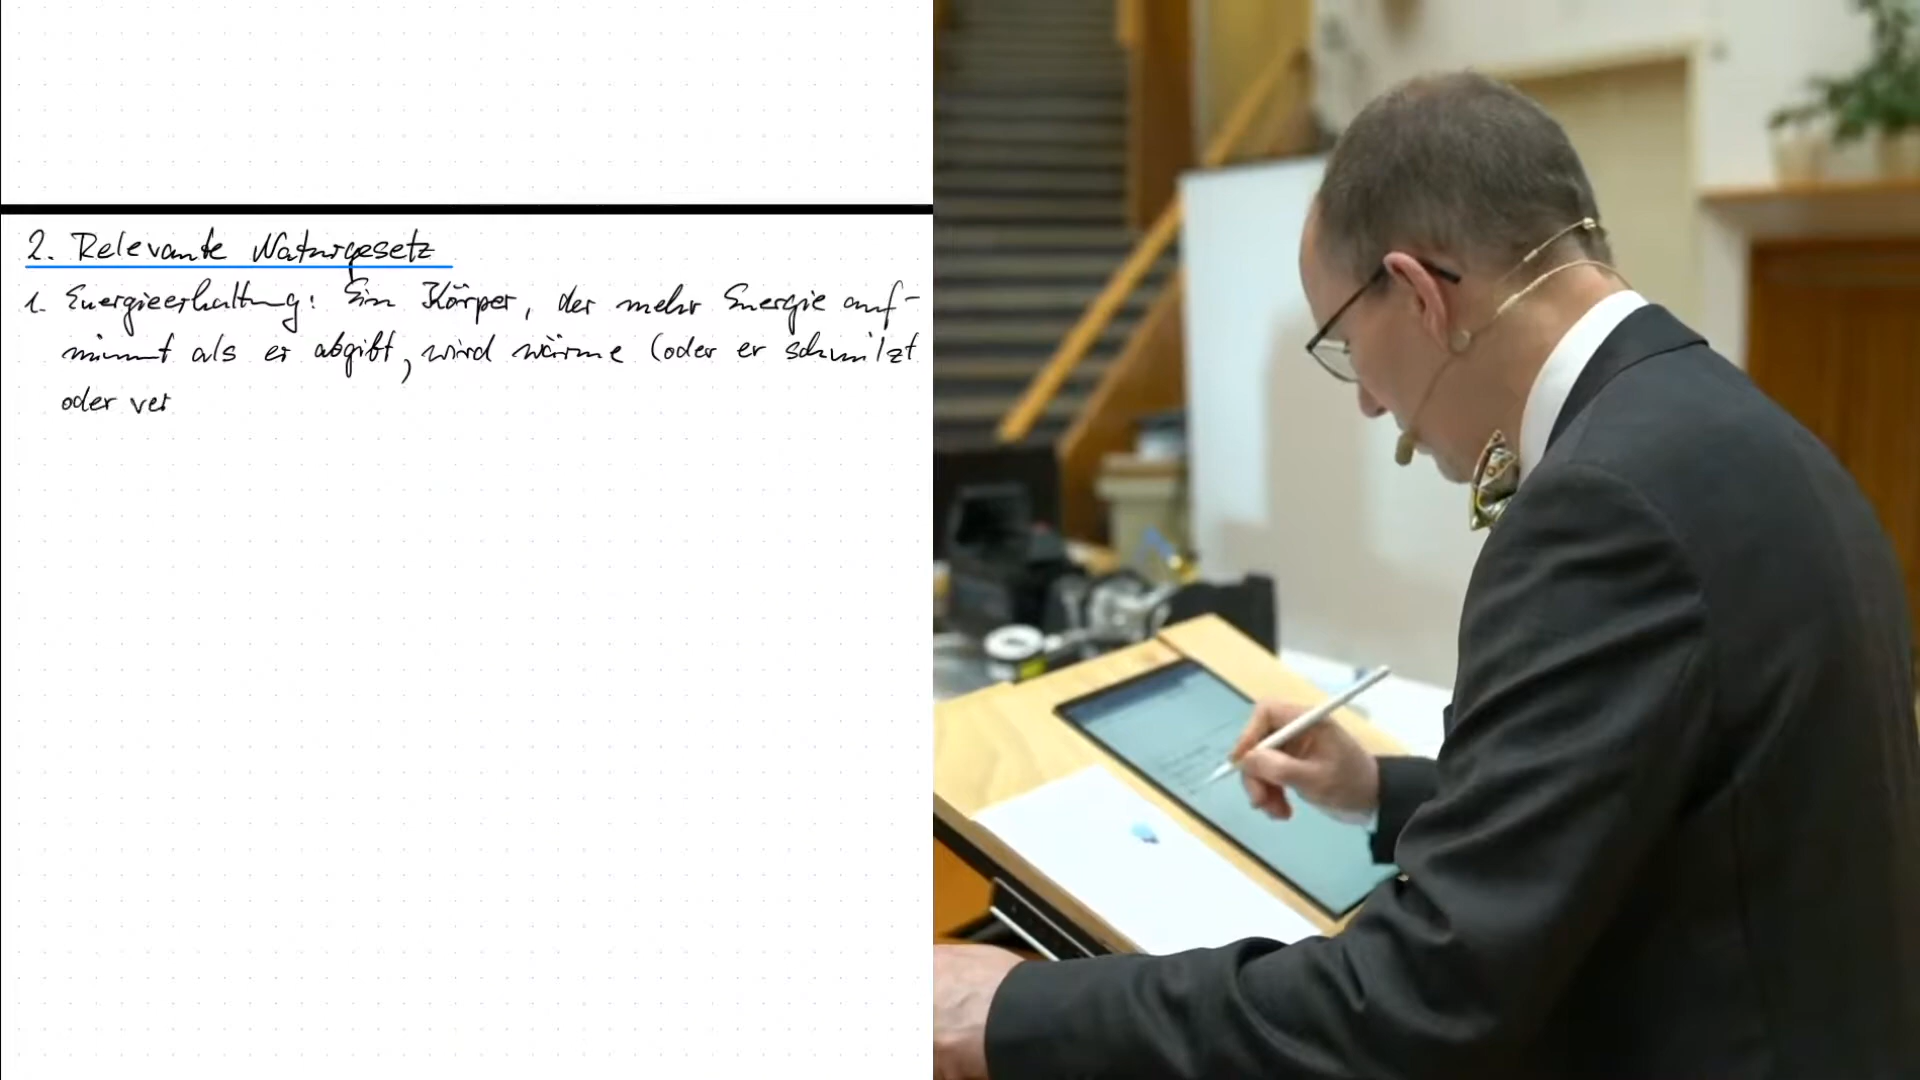 2. Relevante Naturgesetz
1. Energieerhaltung: Ein Körper, der mehr Energie auf-
nimmt als er abgibt, wird wärme (oder er schmilzt
oder ver